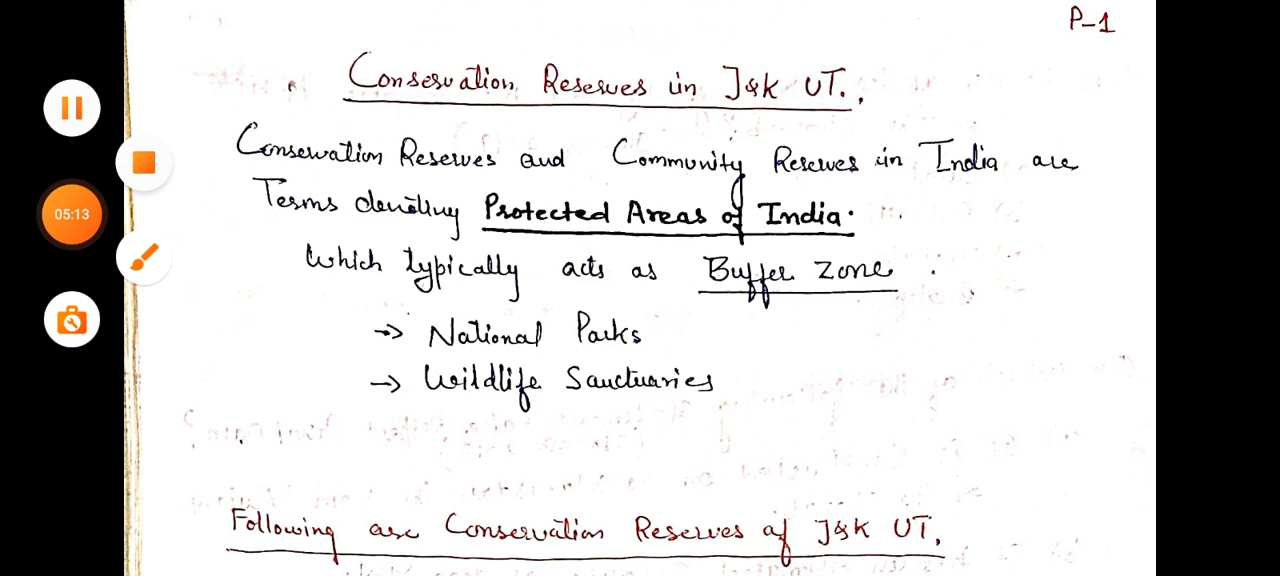 P-1
Conservation Reserves in J&K UT.
Conservation Reserves and Community Reserves in India are
Terms denoting Protected Areas of India.
which typically acts as Buffer Zone.
→ National Parks
→ Wildlife Sanctuaries
05:13
Following are Conservation Reserves of J&K UT.